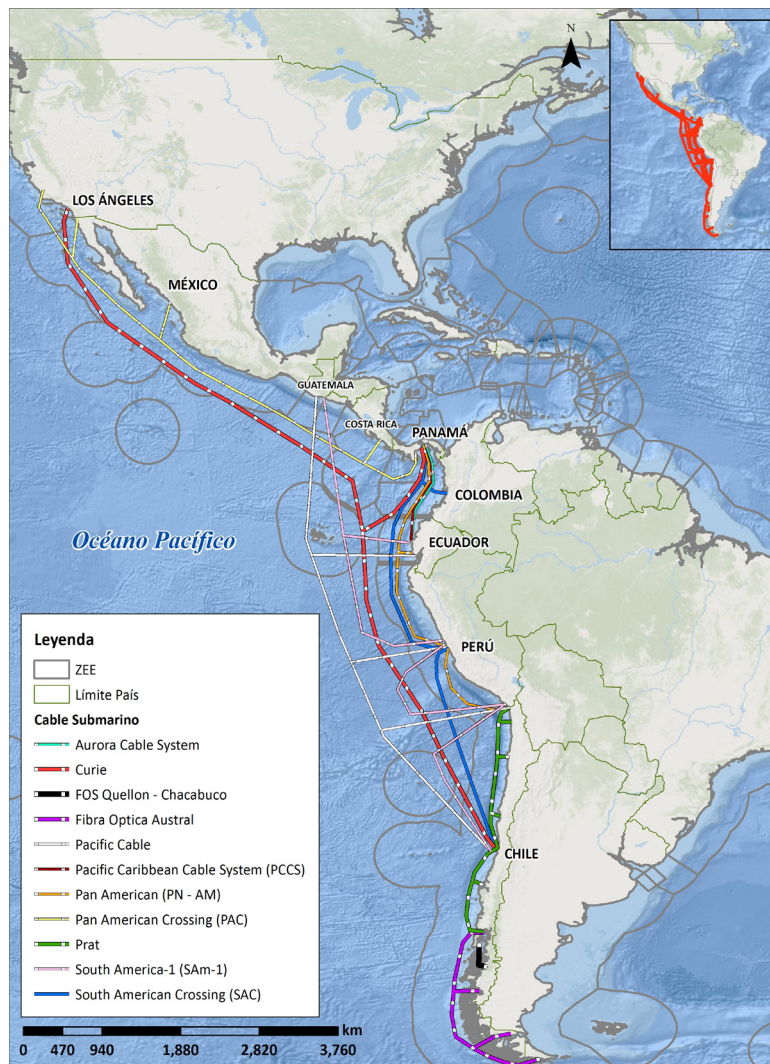 N
LOS ÁNGELES
MÉXICO
GUATEMALA
COSTA RICA
PANAMÁ
COLOMBIA
Océano Pacífico
ECUADOR
PERÚ
CHILE
Leyenda
ZEE
Límite País
Cable Submarino
Aurora Cable System
Curie
FOS Quellon - Chacabuco
Fibra Optica Austral
Pacific Cable
Pacific Caribbean Cable System (PCCS)
Pan American (PN - AM)
Pan American Crossing (PAC)
Prat
South America-1 (SAm-1)
South American Crossing (SAC)
km
0 470 940 1,880 2,820 3,760